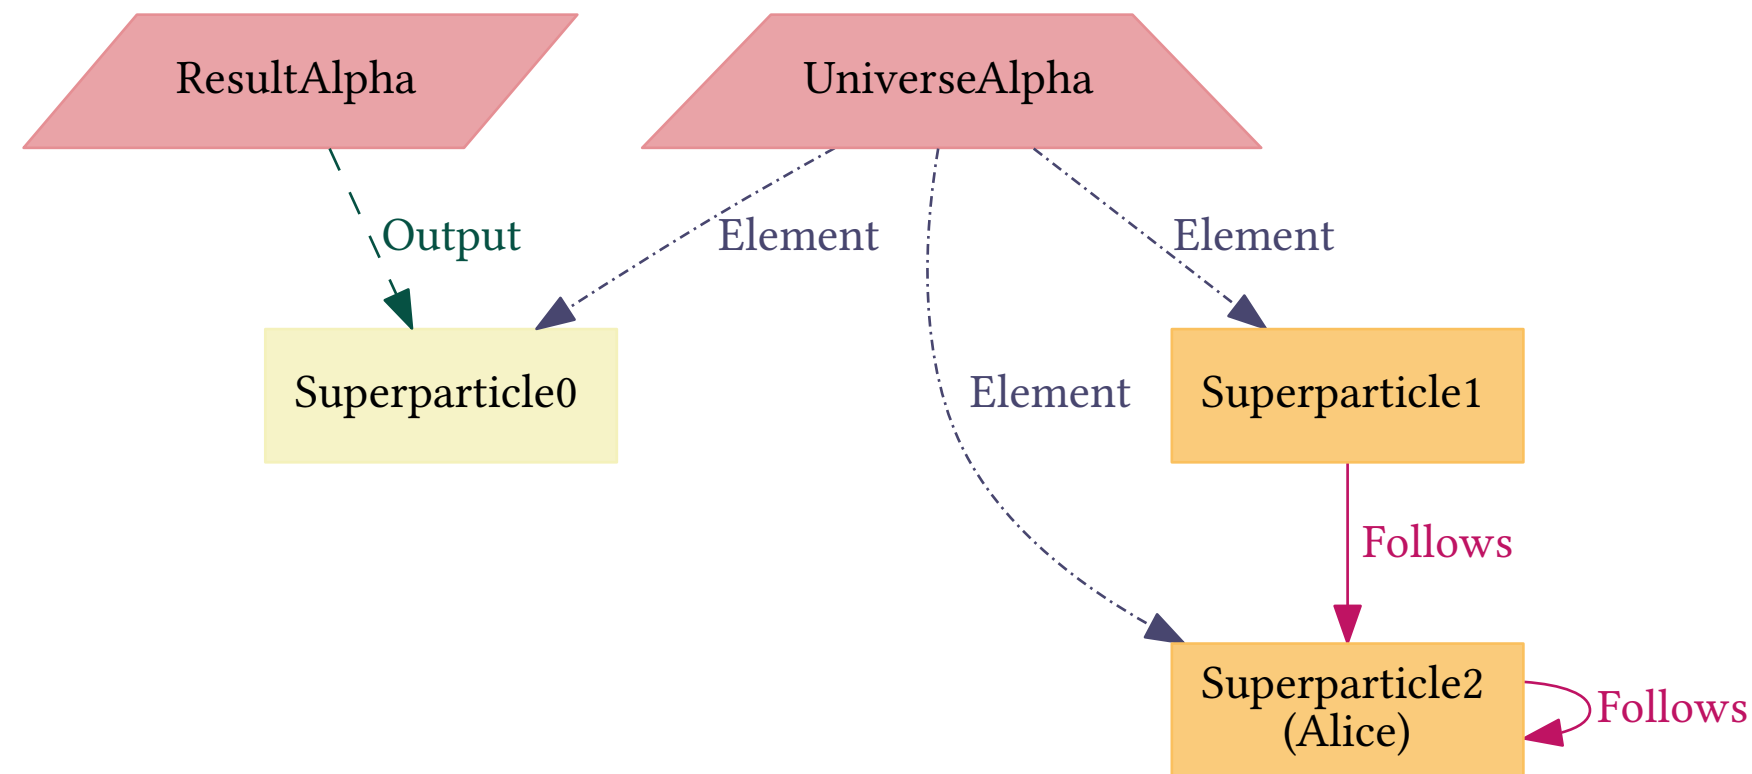 ResultAlpha
UniverseAlpha
Output
Element
Element
Superparticle0
Element
Superparticle1
Follows
Superparticle2
(Alice)
Follows